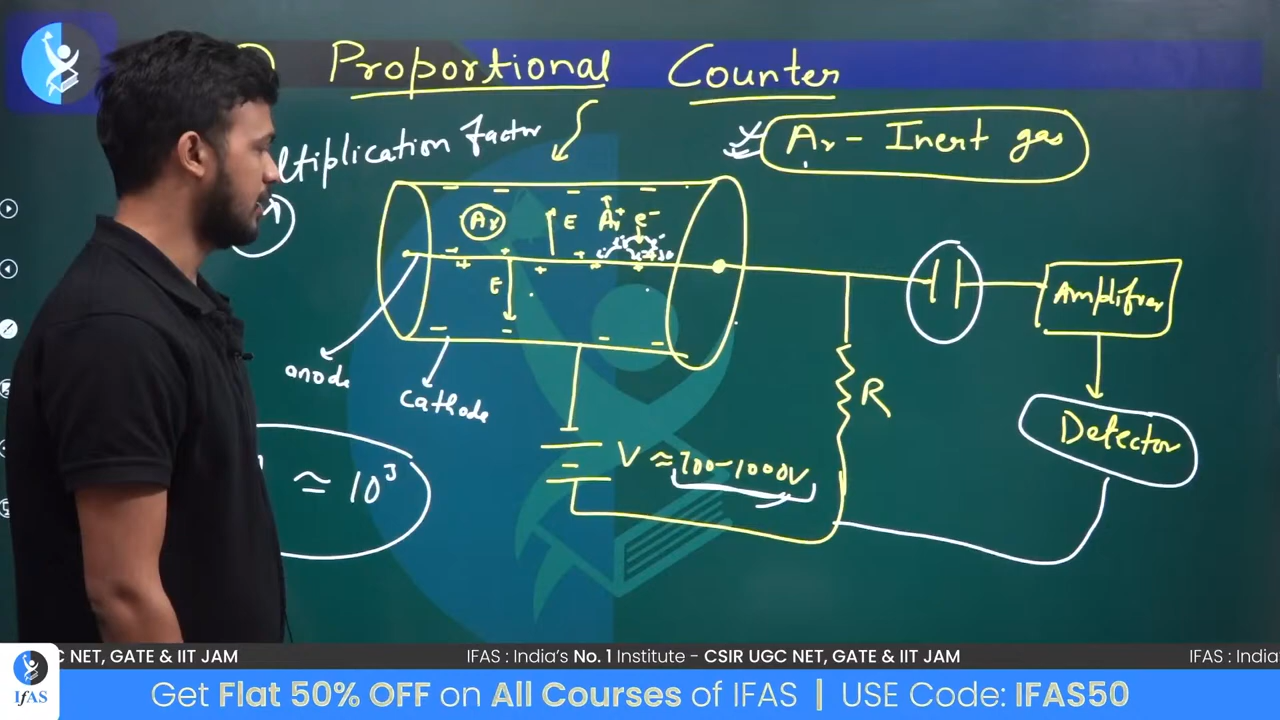 Proportional Counter
ltiplication Factor
Ar - Inert gas
Ar
E
Ar+ e-
E
anode
cathode
Amplifier
R
Detector
V ≈ 700-1000V
≈ 10³
IfAS
C NET, GATE & IIT JAM
IFAS : India's No. 1 Institute - CSIR UGC NET, GATE & IIT JAM
IFAS : India
Get Flat 50% OFF on All Courses of IFAS | USE Code: IFAS50